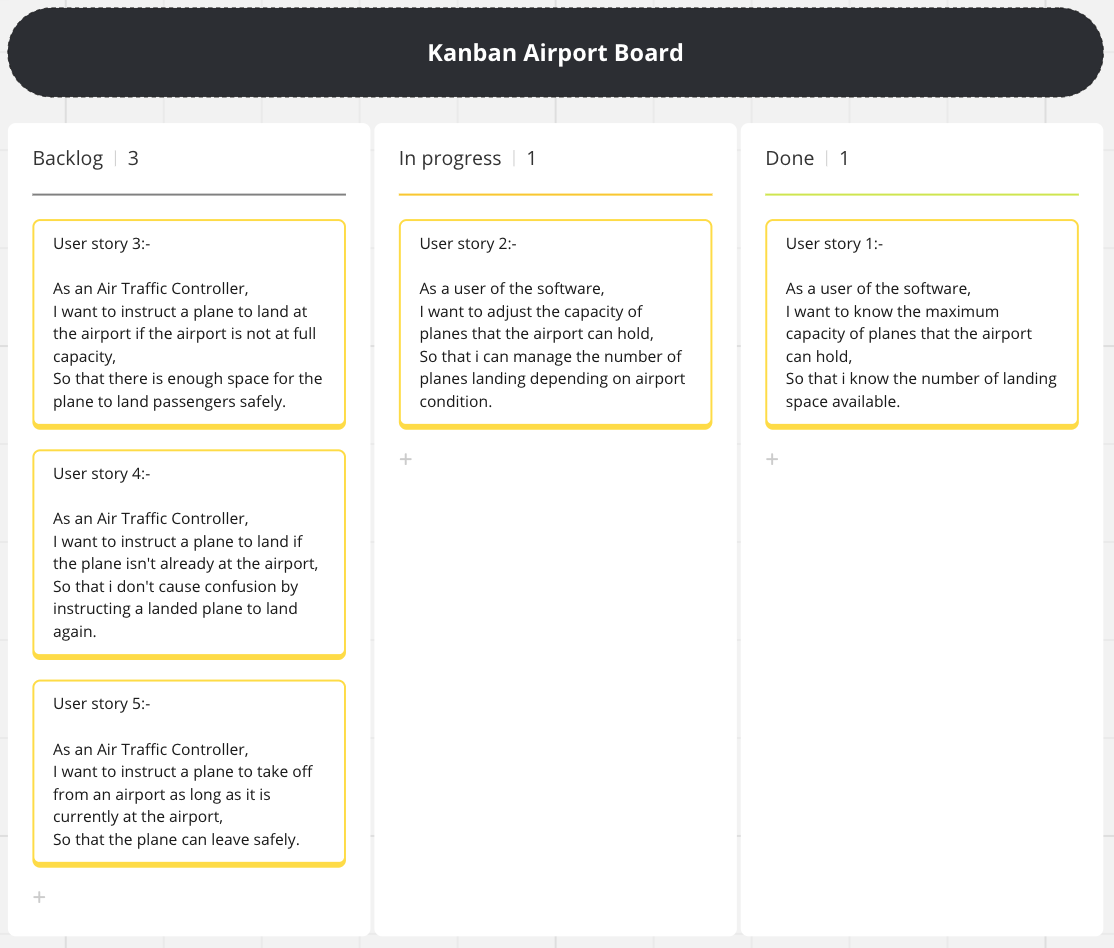 Kanban Airport Board
Backlog | 3
User story 3:-
As an Air Traffic Controller,
I want to instruct a plane to land at
the airport if the airport is not at full
capacity,
So that there is enough space for the
plane to land passengers safely.
User story 4:-
As an Air Traffic Controller,
I want to instruct a plane to land if
the plane isn't already at the airport,
So that i don't cause confusion by
instructing a landed plane to land
again.
User story 5:-
As an Air Traffic Controller,
I want to instruct a plane to take off
from an airport as long as it is
currently at the airport,
So that the plane can leave safely.
+
In progress | 1
User story 2:-
As a user of the software,
I want to adjust the capacity of
planes that the airport can hold,
So that i can manage the number of
planes landing depending on airport
condition.
+
Done | 1
User story 1:-
As a user of the software,
I want to know the maximum
capacity of planes that the airport
can hold,
So that i know the number of landing
space available.
+